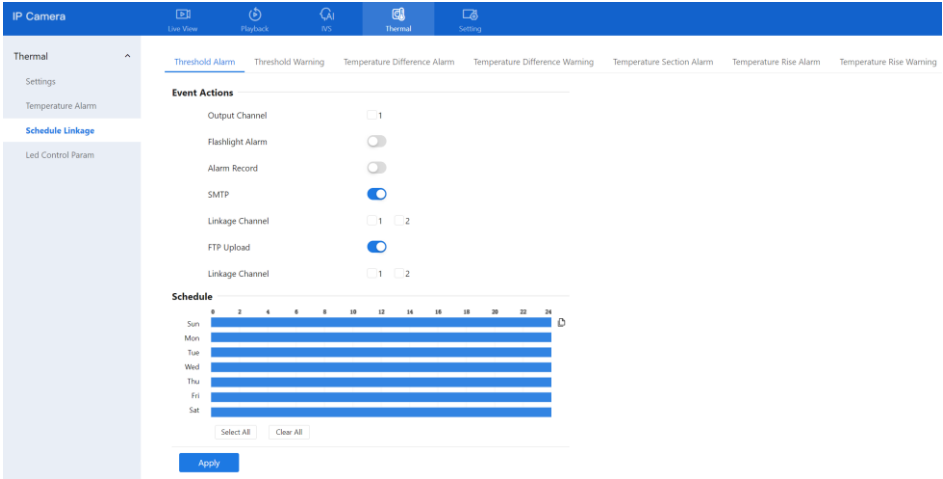 IP Camera
Live View Playback IVS Thermal Setting
Thermal
Settings
Temperature Alarm
Schedule Linkage
Led Control Param
Threshold Alarm Threshold Warning Temperature Difference Alarm Temperature Difference Warning Temperature Section Alarm Temperature Rise Alarm Temperature Rise Warning
Event Actions
Output Channel 1
Flashlight Alarm
Alarm Record
SMTP
Linkage Channel 1 2
FTP Upload
Linkage Channel 1 2
Schedule
0 2 4 6 8 10 12 14 16 18 20 22 24
Sun
Mon
Tue
Wed
Thu
Fri
Sat
Select All Clear All
Apply